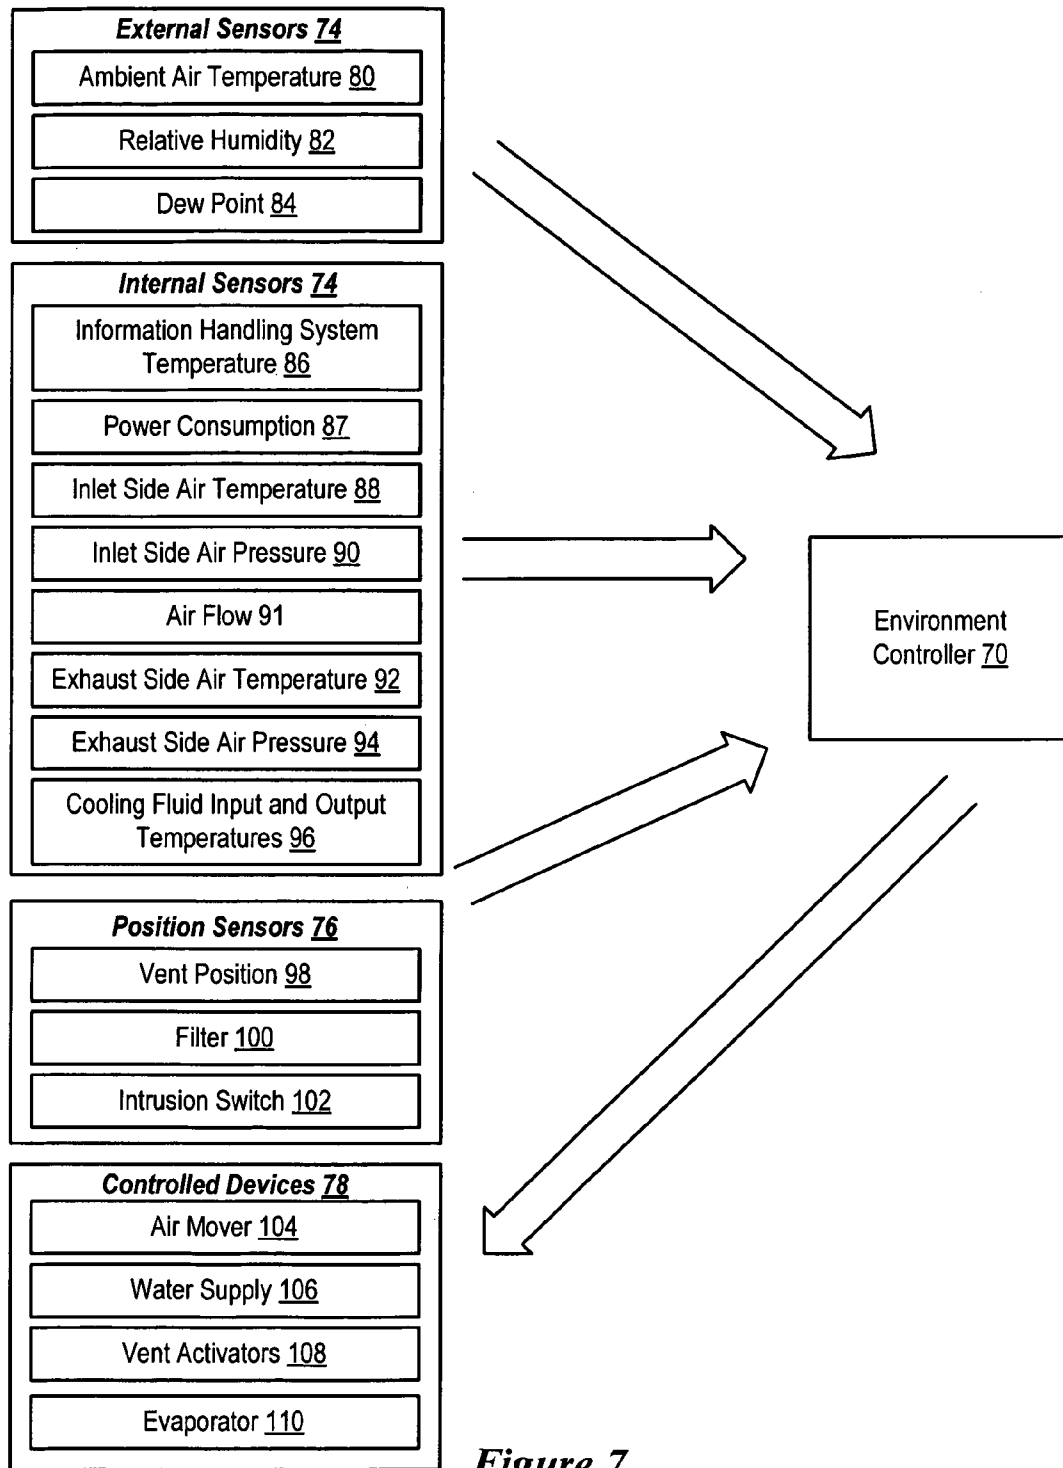 External Sensors 74
Ambient Air Temperature 80
Relative Humidity 82
Dew Point 84
Internal Sensors 74
Information Handling System
Temperature 86
Power Consumption 87
Inlet Side Air Temperature 88
Inlet Side Air Pressure 90
Air Flow 91
Exhaust Side Air Temperature 92
Exhaust Side Air Pressure 94
Cooling Fluid Input and Output
Temperatures 96
Position Sensors 76
Vent Position 98
Filter 100
Intrusion Switch 102
Controlled Devices 78
Air Mover 104
Water Supply 106
Vent Activators 108
Evaporator 110
Environment
Controller 70
Figure 7